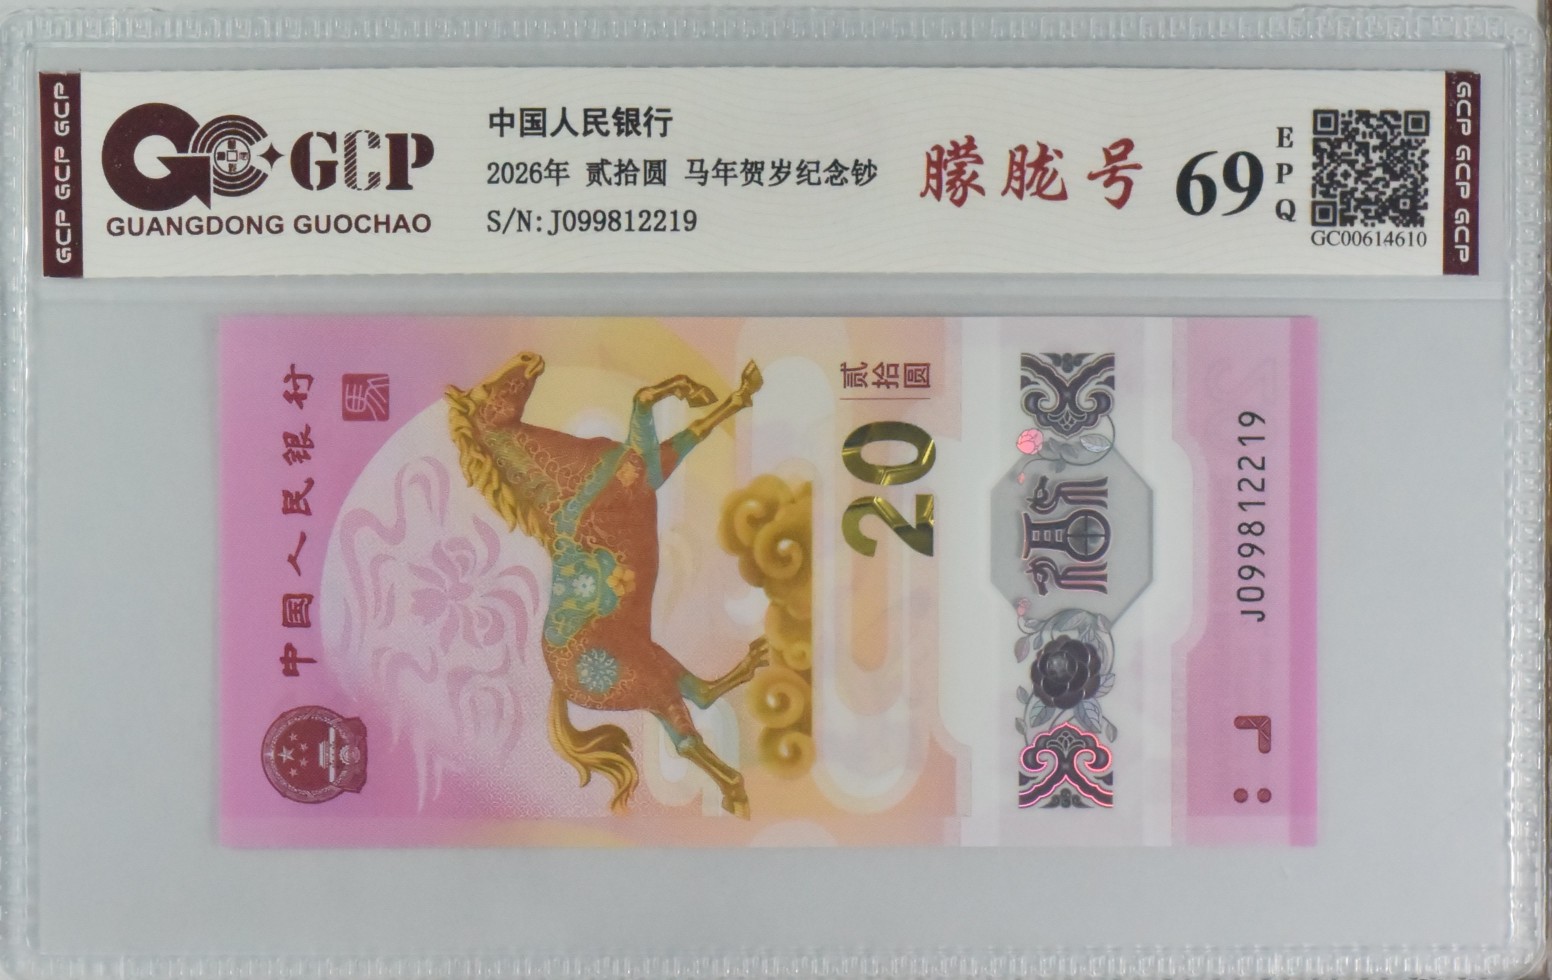 GCP GCP GCP
GCP
GUANGDONG GUOCHAO
中国人民银行
2026年 贰拾圆 马年贺岁纪念钞
S/N:J099812219
朦胧号
69
EPQ
GC00614610
GCP GCP GCP
中国人民银行
馬
贰拾圆
20
福
J099812219